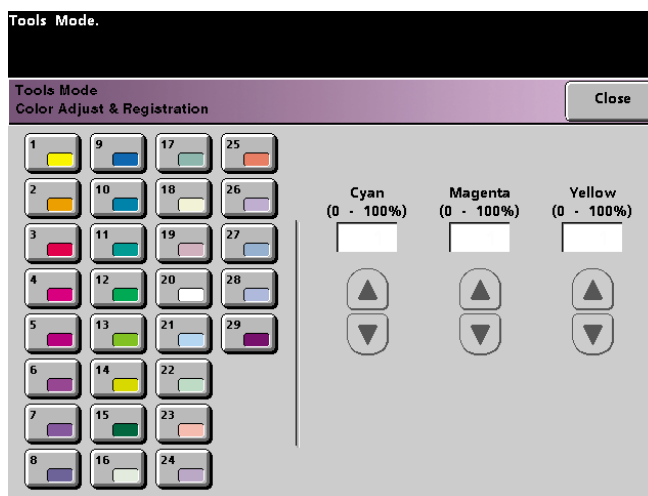 Tools Mode.
Tools Mode
Color Adjust & Registration
Close
1 9 17 25
2 10 18 26
3 11 19 27
4 12 20 28
5 13 21 29
6 14 22
7 15 23
8 16 24
Cyan Magenta Yellow
(0 - 100%) (0 - 100%) (0 - 100%)